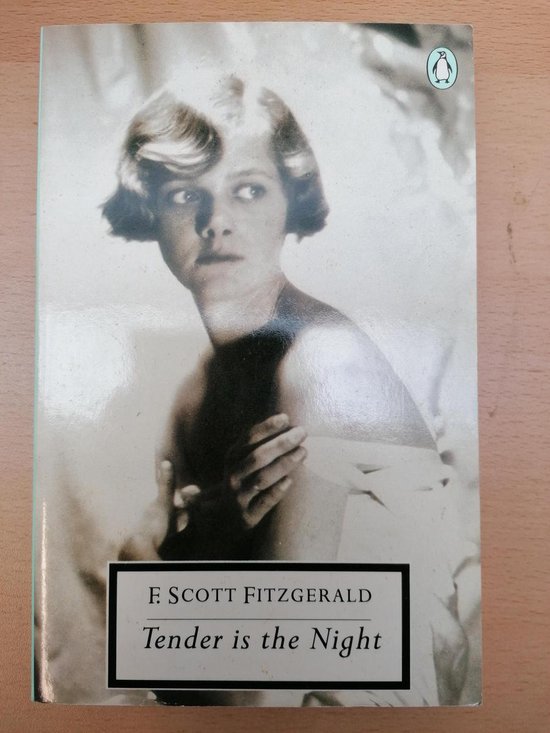 F. SCOTT FITZGERALD
Tender is the Night